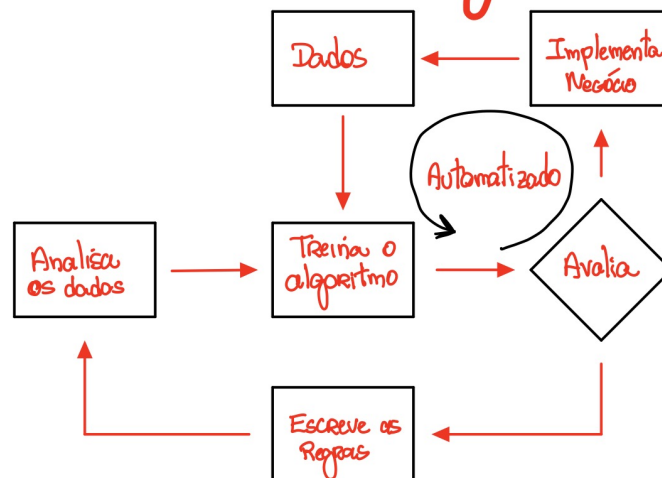 Dados
Implementa
Negócio
Automatizado
Analisa
os dados
Treina o
algoritmo
Avalia
Escreve as
Regras